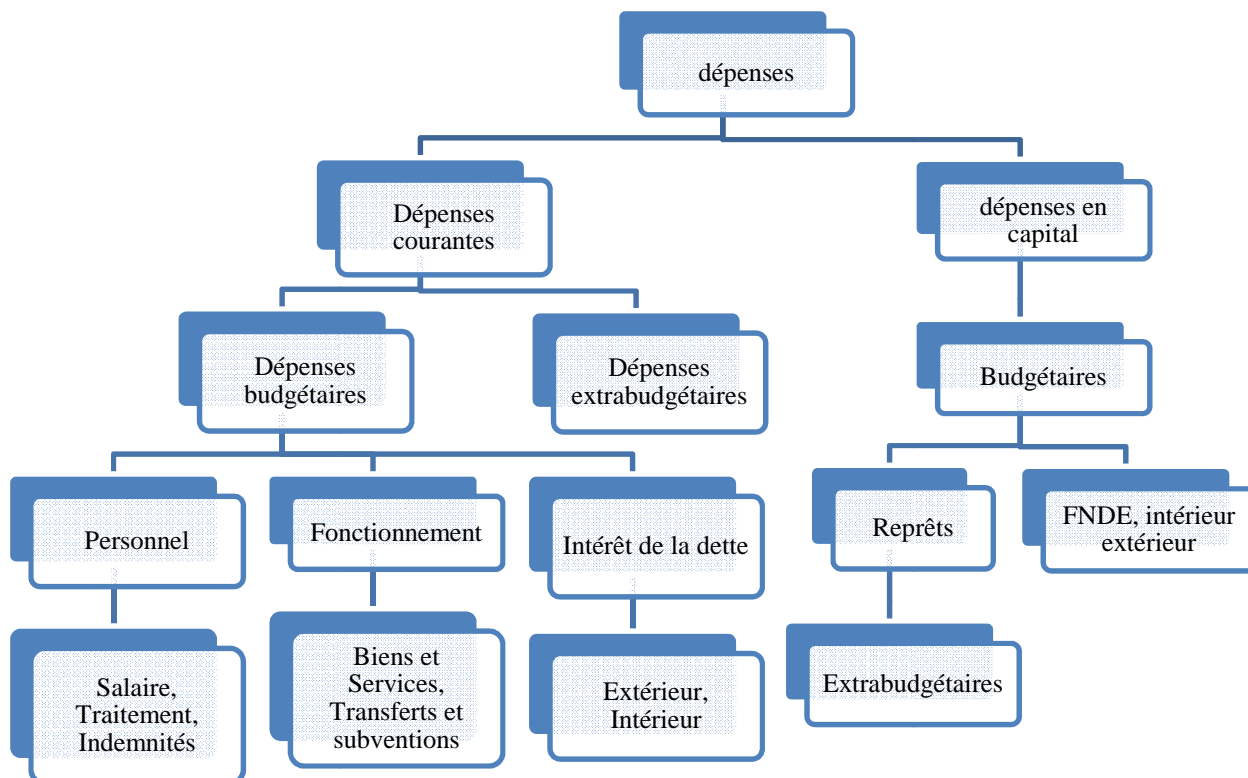 dépenses
Dépenses
courantes
dépenses en
capital
Dépenses
budgétaires
Dépenses
extrabudgétaires
Budgétaires
Personnel
Fonctionnement
Intérêt de la dette
Reprêts
FNDE, intérieur
extérieur
Salaire,
Traitement,
Indemnités
Biens et
Services,
Transferts et
subventions
Extérieur,
Intérieur
Extrabudgétaires